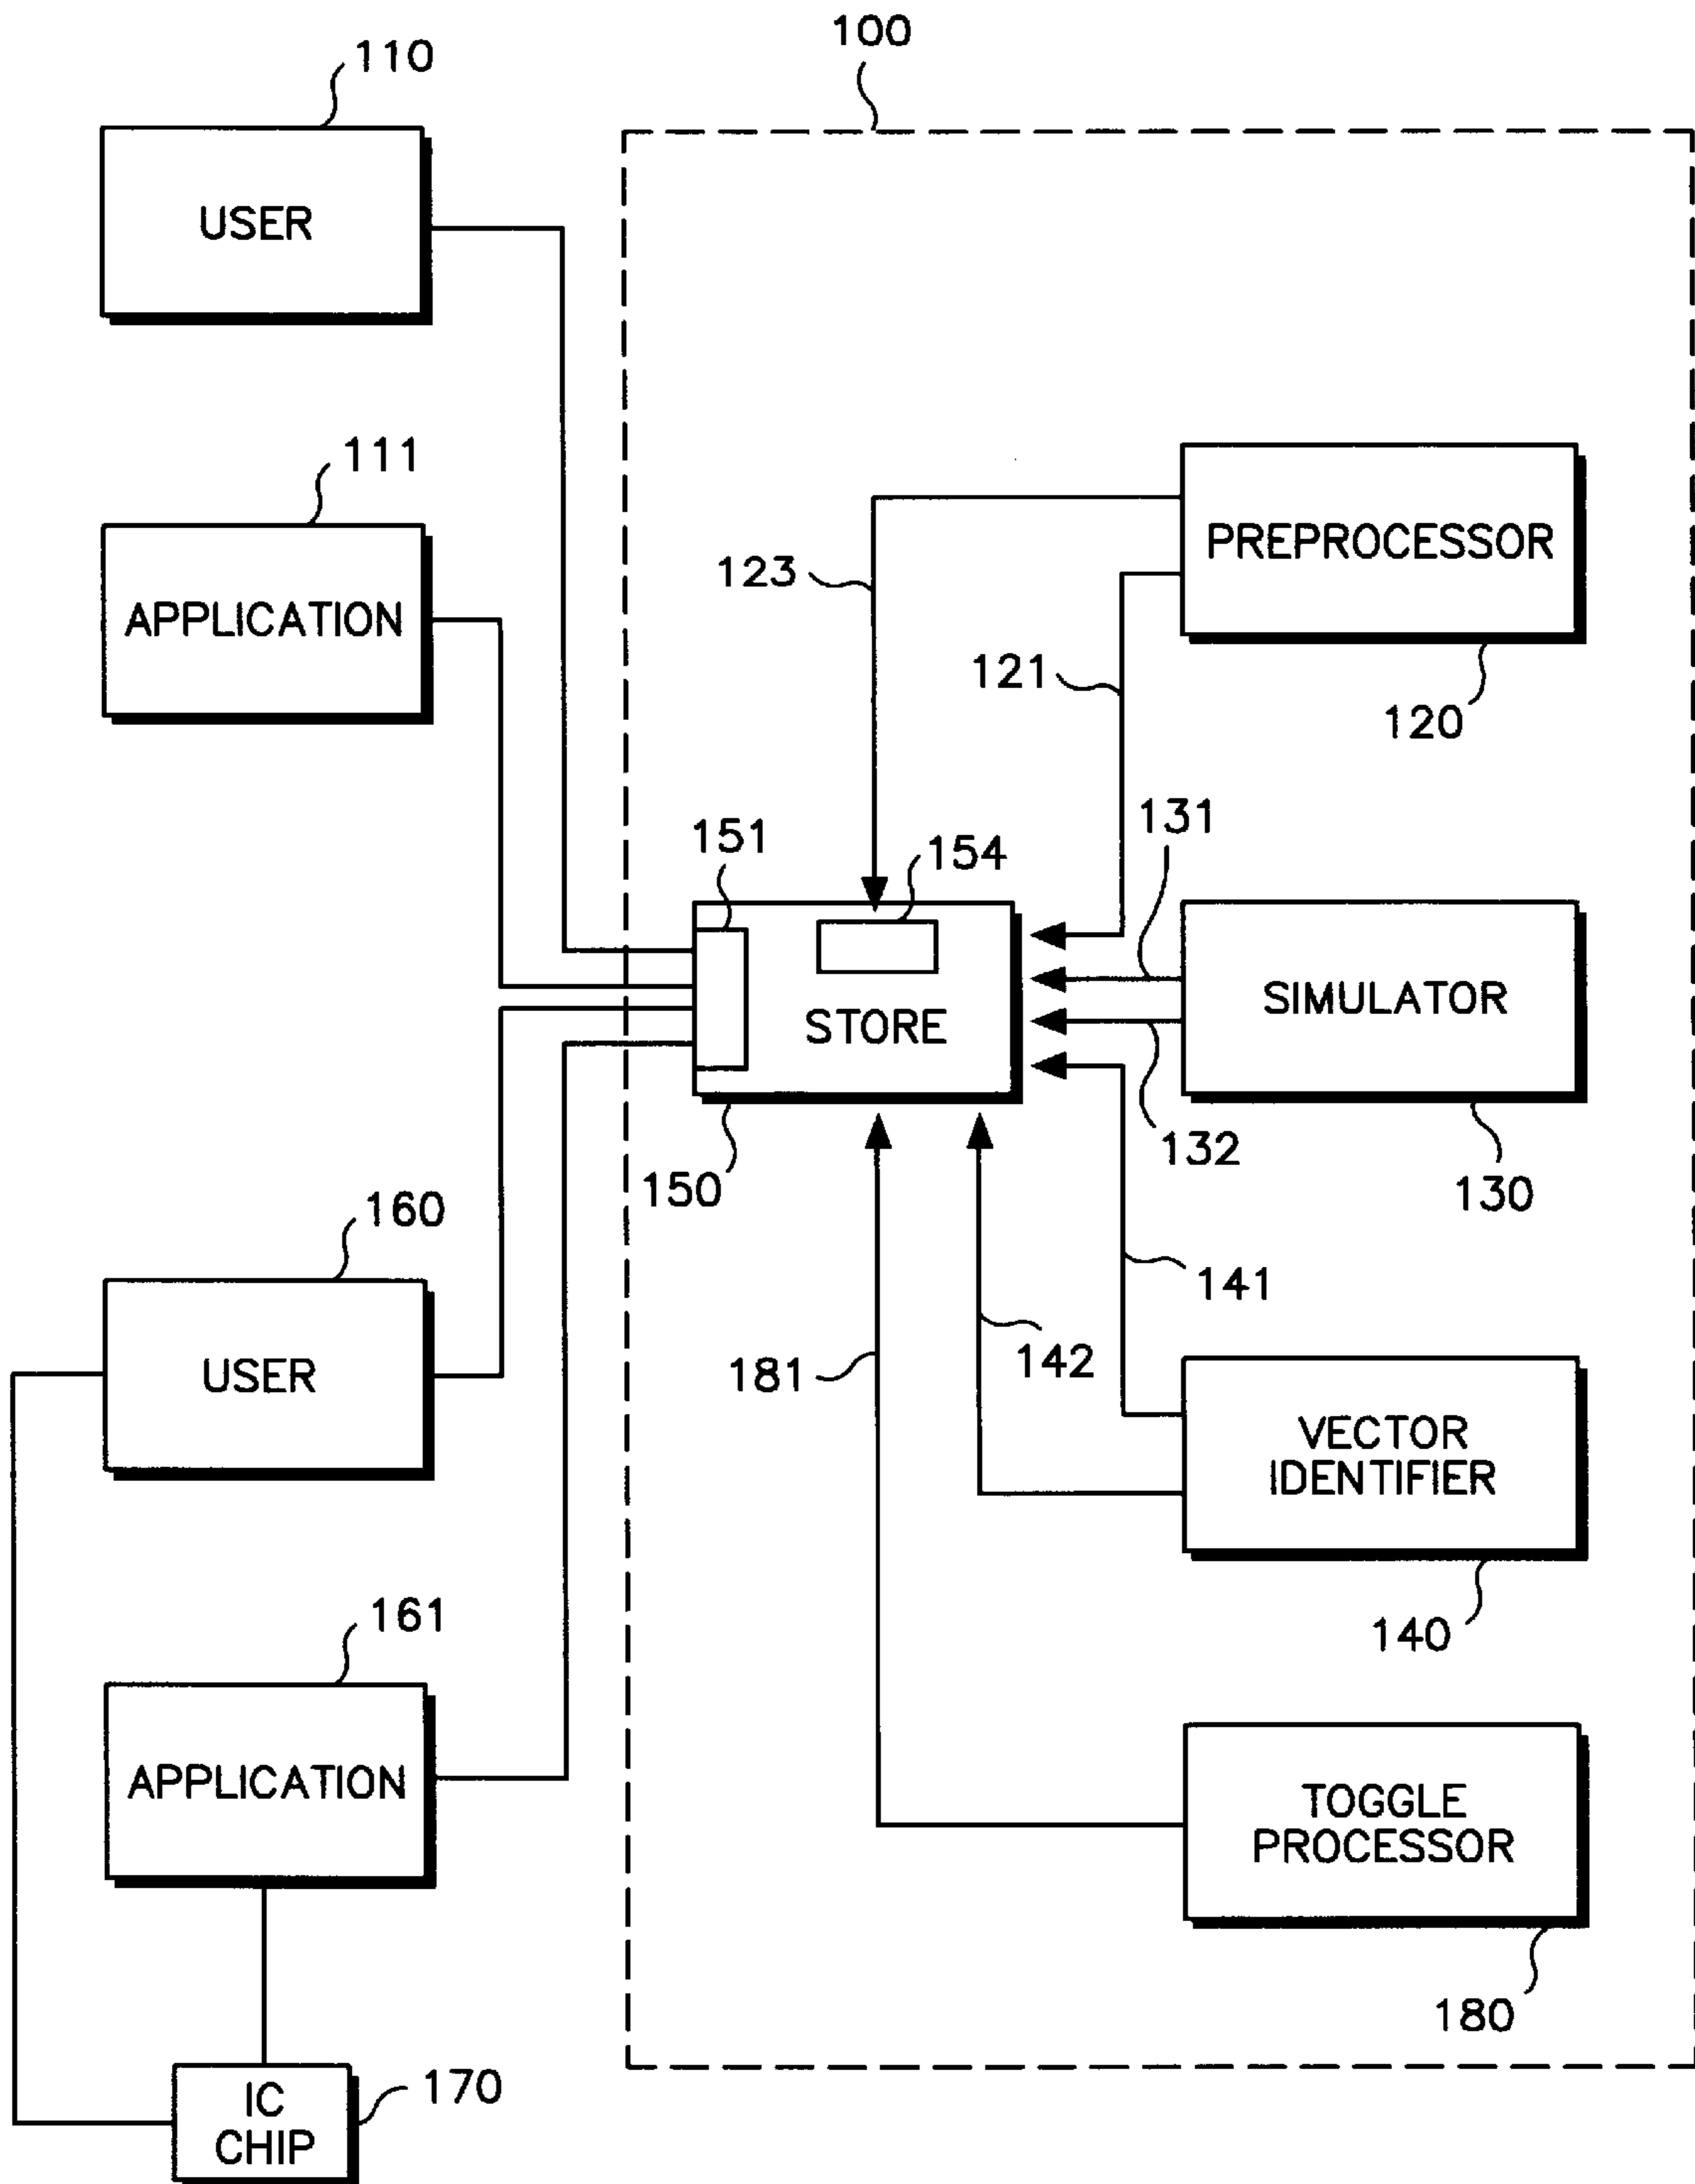 100
110
USER
111
APPLICATION
PREPROCESSOR
123
121
120
151
154
131
STORE
SIMULATOR
150
132
130
160
USER
141
142
181
VECTOR
IDENTIFIER
140
161
APPLICATION
TOGGLE
PROCESSOR
180
IC
CHIP
170